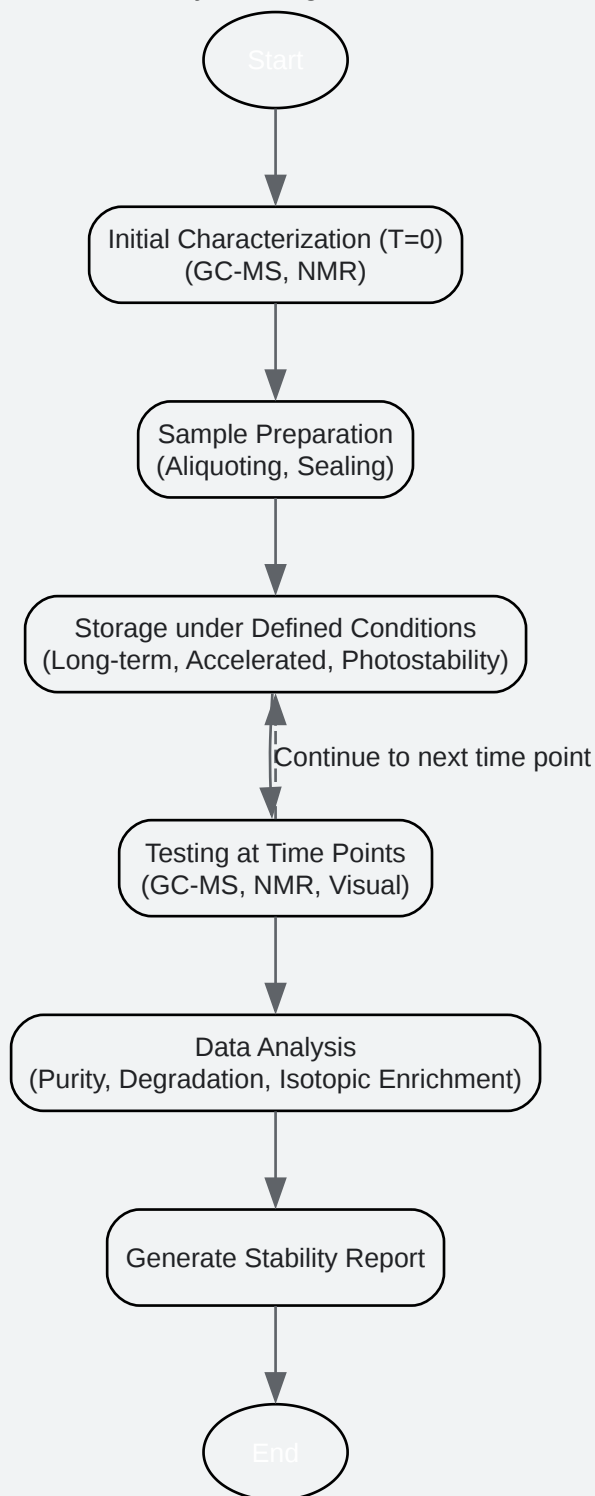 Start
Initial Characterization (T=0)
(GC-MS, NMR)
Sample Preparation
(Aliquoting, Sealing)
Storage under Defined Conditions
(Long-term, Accelerated, Photostability)
Continue to next time point
Testing at Time Points
(GC-MS, NMR, Visual)
Data Analysis
(Purity, Degradation, Isotopic Enrichment)
Generate Stability Report
End